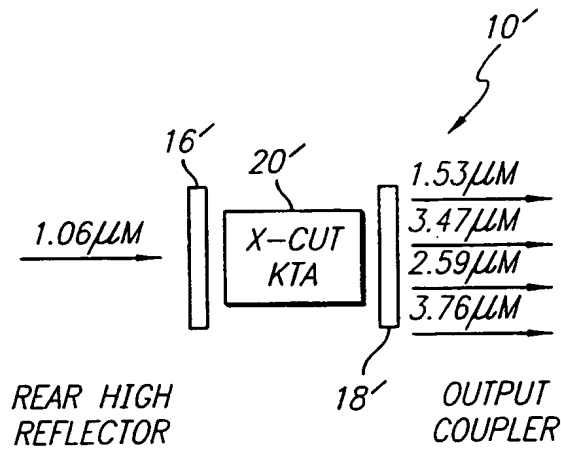 10′
16′
20′
1.53μM
3.47μM
2.59μM
3.76μM
1.06μM
X-CUT
KTA
18′
REAR HIGH
REFLECTOR
OUTPUT
COUPLER